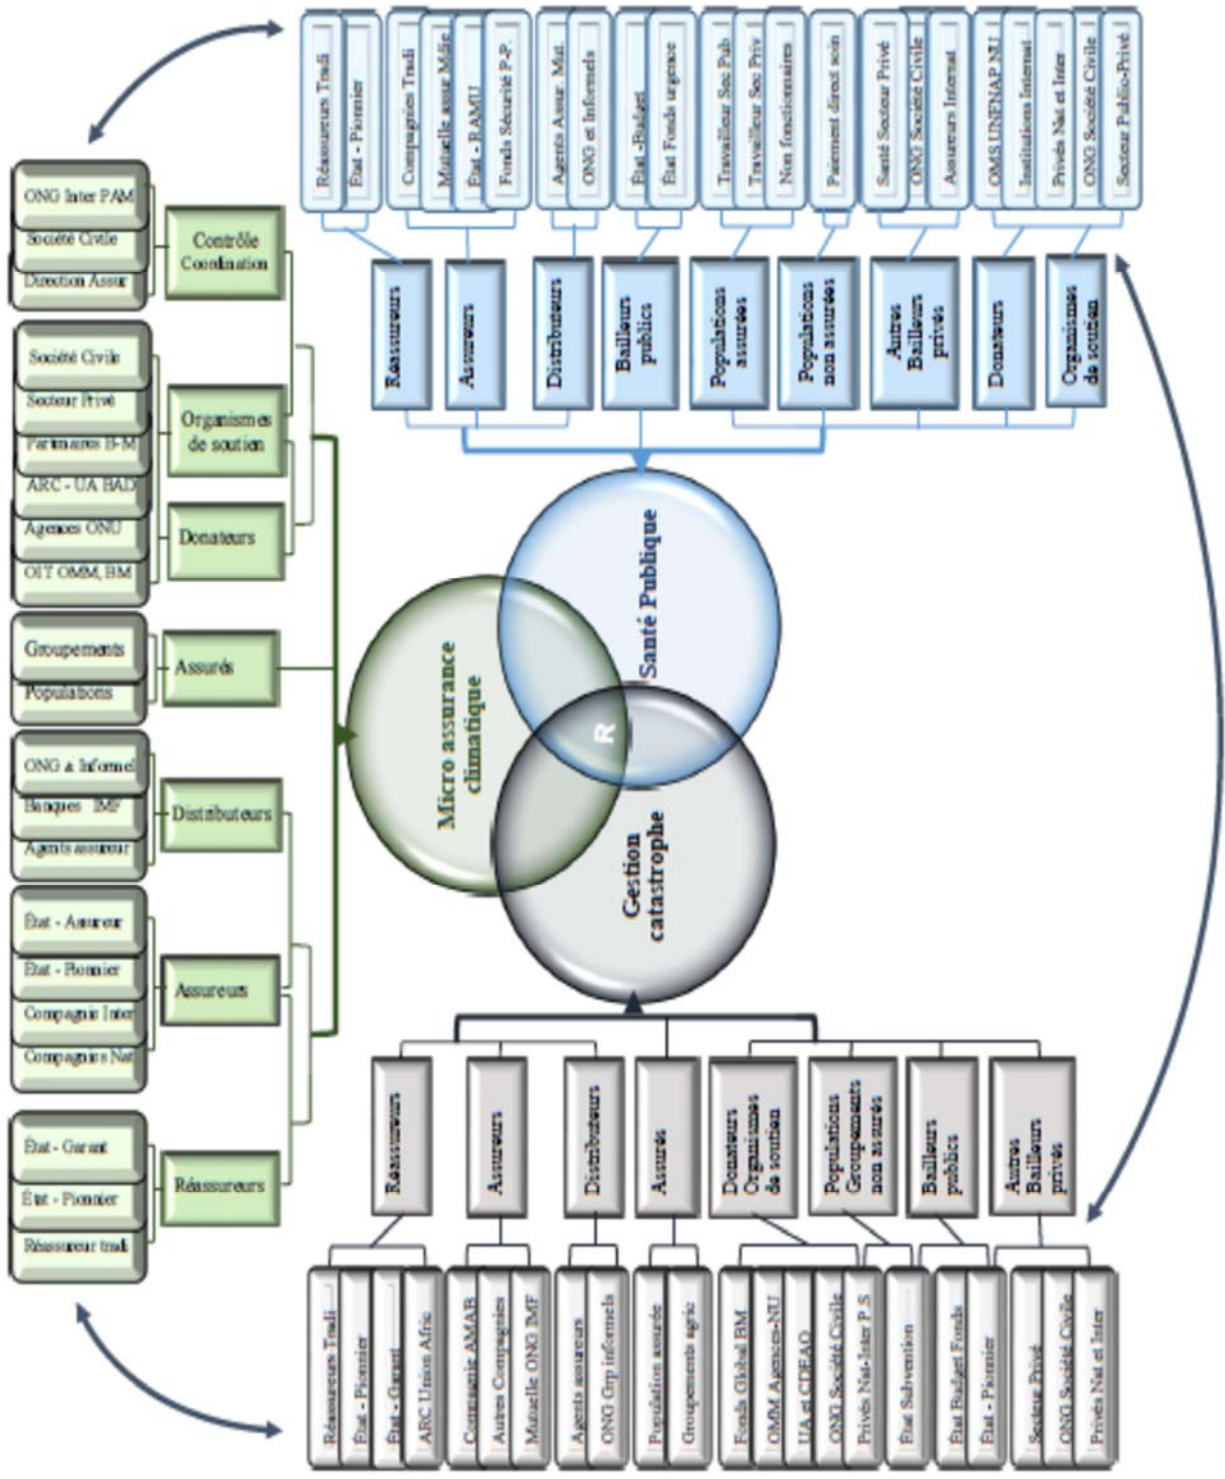 Réassureurs Tradi
État - Pionnier
Compagnies Tradi
Mutuelle assur Mdie
État - RAMU
Fonds Sécurité P-P.
Agents Assur Mut.
ONG et Informels
État -Budget
État Fonds urgence
Travailleur Sec Pub
Travailleur Sec Priv
Non fonctionnaires
Paiement direct soin
Santé Secteur Privé
ONG Société Civile
Assureurs Internat
OMS UNFNAP NU
Institutions Internat
Privés Nat et Inter
ONG Société Civile
Secteur Public-Privé
Réassureurs
Assureurs
Distributeurs
Bailleurs
publics
Populations
assurées
Populations
non assurées
Autres
Bailleurs
privés
Donateurs
Organismes
de soutien
ONG Inter PAM
Société Civile
Direction Assur
Contrôle
Coordination
Société Civile
Secteur Privé
Partenaires B-M
ARC - UA BAD
Agences ONU
OIT OMM, BM
Organismes
de soutien
Donateurs
Groupements
Populations
Assurés
ONG & Informel
Banques IMF
Agents assureur
Distributeurs
État - Assureur
État - Pionnier
Compagnie Inter
Compagnies Nat
Assureurs
État - Garant
État - Pionnier
Réassureur tradi
Réassureurs
Micro assurance
climatique
Santé Publique
R
Gestion
catastrophe
Réassureurs
Assureurs
Distributeurs
Assurés
Donateurs
Organismes
de soutien
Populations
Groupements
non assurés
Bailleurs
publics
Autres
Bailleurs
privés
Réassureurs Tradi
État - Pionnier
État - Garant
ARC Union Afric
Compagnie AMAB
Autres Compagnies
Mutuelle ONG IMF
Agents assureurs
ONG Grp informels
Population assurée
Groupements agric
Fonds Global BM
OMM Agences-NU
UA et CDEAO
ONG Société Civile
Privés Nat-Inter P.S
État Subvention
État Budget Fonds
État - Pionnier
Secteur Privé
ONG Société Civile
Privés Nat et Inter